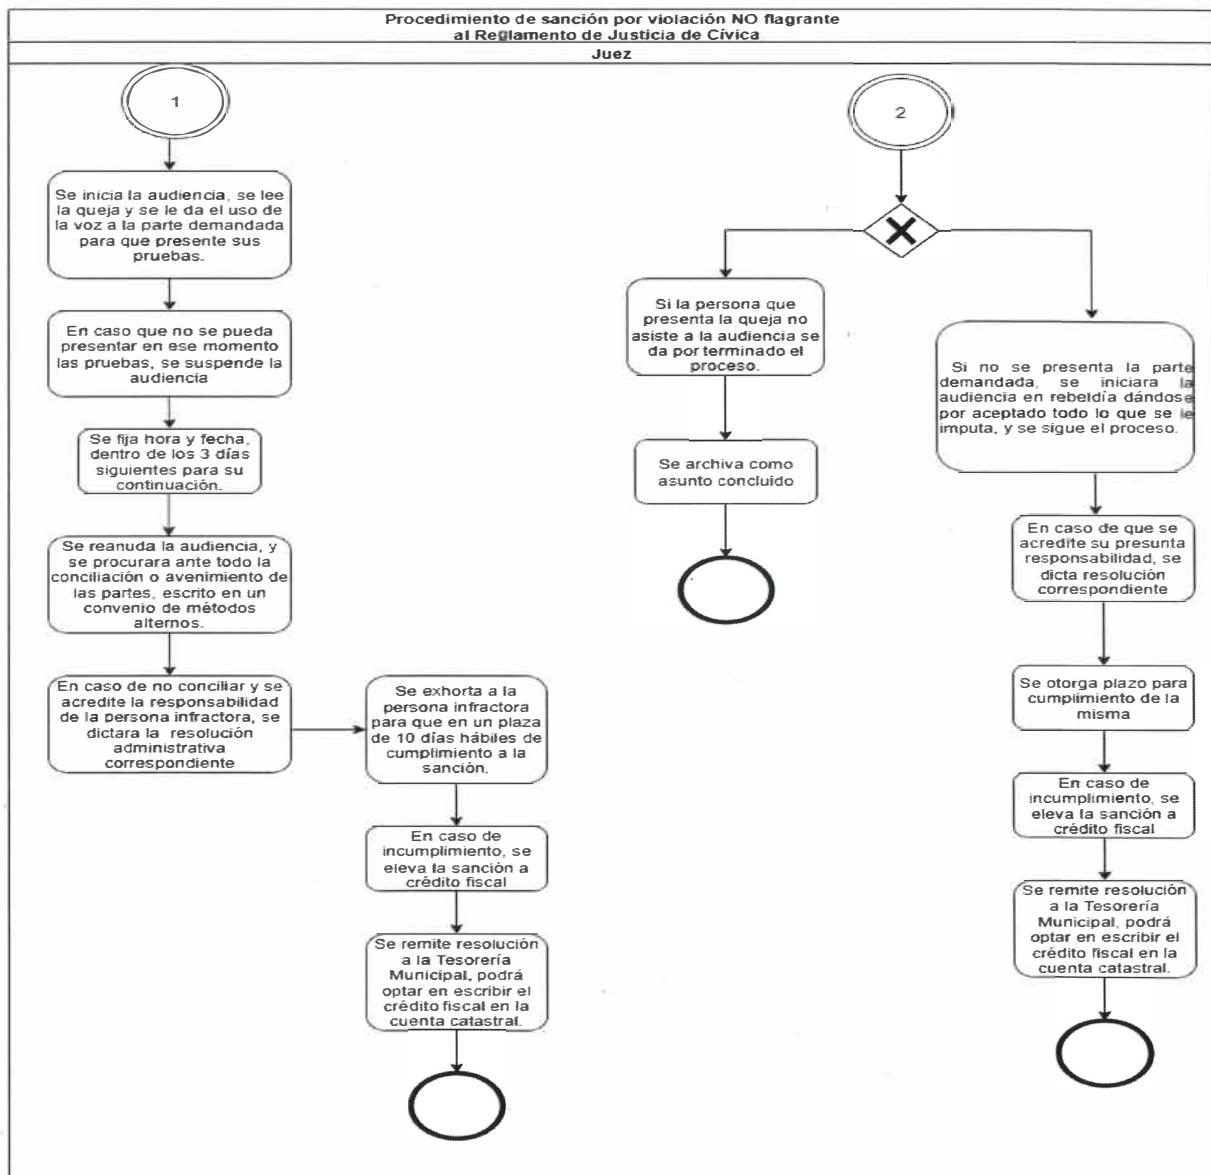 Procedimiento de sanción por violación NO flagrante
al Reglamento de Justicia de Cívica
Juez
1
Se inicia la audiencia, se lee
la queja y se le da el uso de
la voz a la parte demandada
para que presente sus
pruebas.
En caso que no se pueda
presentar en ese momento
las pruebas, se suspende la
audiencia
Se fija hora y fecha,
dentro de los 3 días
siguientes para su
continuación.
Se reanuda la audiencia, y
se procurara ante todo la
conciliación o avenimiento de
las partes, escrito en un
convenio de métodos
alternos.
En caso de no conciliar y se
acredite la responsabilidad
de la persona infractora, se
dictara la resolución
administrativa
correspondiente
Se exhorta a la
persona infractora
para que en un plaza
de 10 días hábiles de
cumplimiento a la
sanción.
En caso de
incumplimiento, se
eleva la sanción a
crédito fiscal
Se remite resolución
a la Tesorería
Municipal, podrá
optar en escribir el
crédito fiscal en la
cuenta catastral.
2
Si la persona que
presenta la queja no
asiste a la audiencia se
da por terminado el
proceso.
Se archiva como
asunto concluido
Si no se presenta la parte
demandada, se iniciara la
audiencia en rebeldía dándose
por aceptado todo lo que se le
imputa, y se sigue el proceso.
En caso de que se
acredite su presunta
responsabilidad, se
dicta resolución
correspondiente
Se otorga plazo para
cumplimiento de la
misma
En caso de
incumplimiento, se
eleva la sanción a
crédito fiscal
Se remite resolución
a la Tesorería
Municipal, podrá
optar en escribir el
crédito fiscal en la
cuenta catastral.